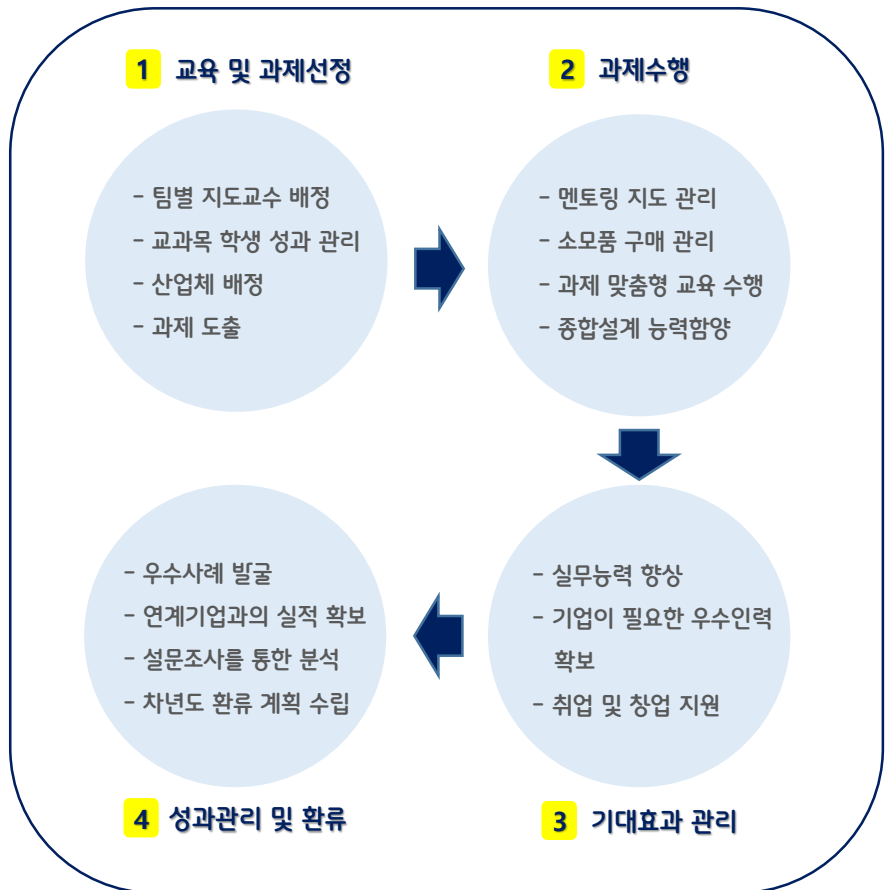 1 교육 및 과제선정
- 팀별 지도교수 배정
- 교과목 학생 성과 관리
- 산업체 배정
- 과제 도출
2 과제수행
- 멘토링 지도 관리
- 소모품 구매 관리
- 과제 맞춤형 교육 수행
- 종합설계 능력함양
- 실무능력 향상
- 기업이 필요한 우수인력
확보
- 취업 및 창업 지원
3 기대효과 관리
- 우수사례 발굴
- 연계기업과의 실적 확보
- 설문조사를 통한 분석
- 차년도 환류 계획 수립
4 성과관리 및 환류